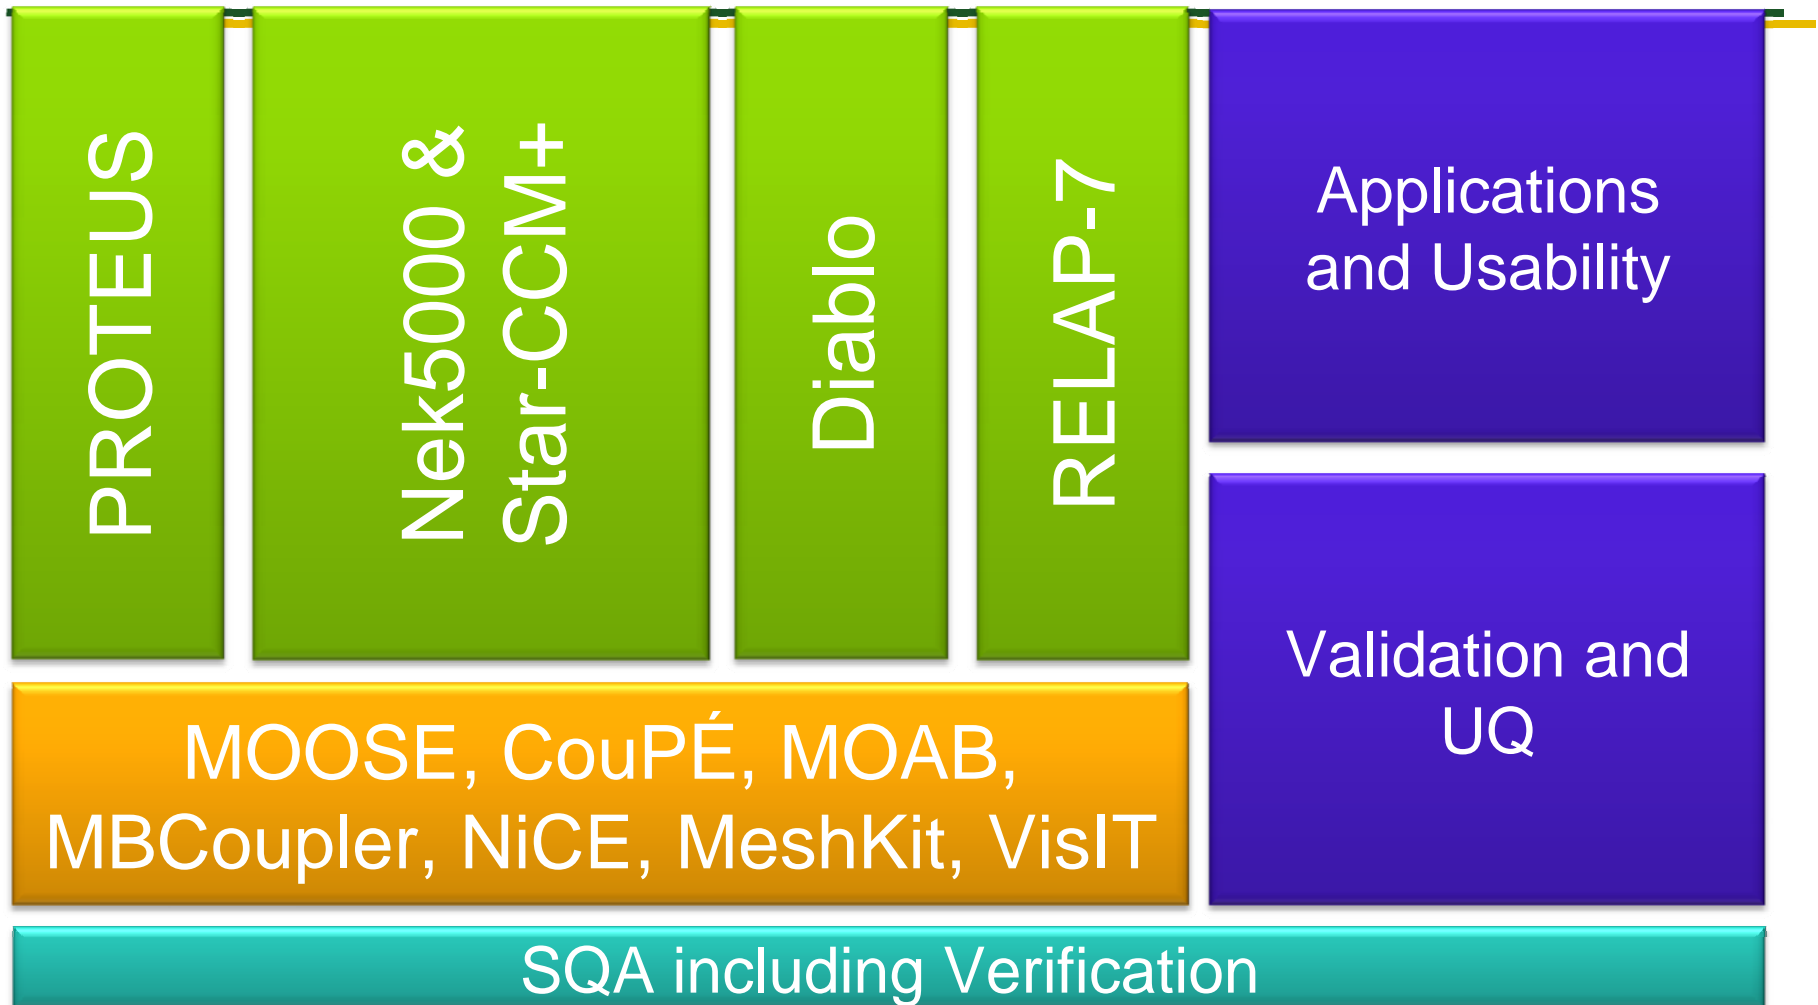 PROTEUS
Nek5000 &
Star-CCM+
Diablo
RELAP-7
Applications
and Usability
Validation and
UQ
MOOSE, CouPÉ, MOAB,
MBCoupler, NiCE, MeshKit, VisIT
SQA including Verification